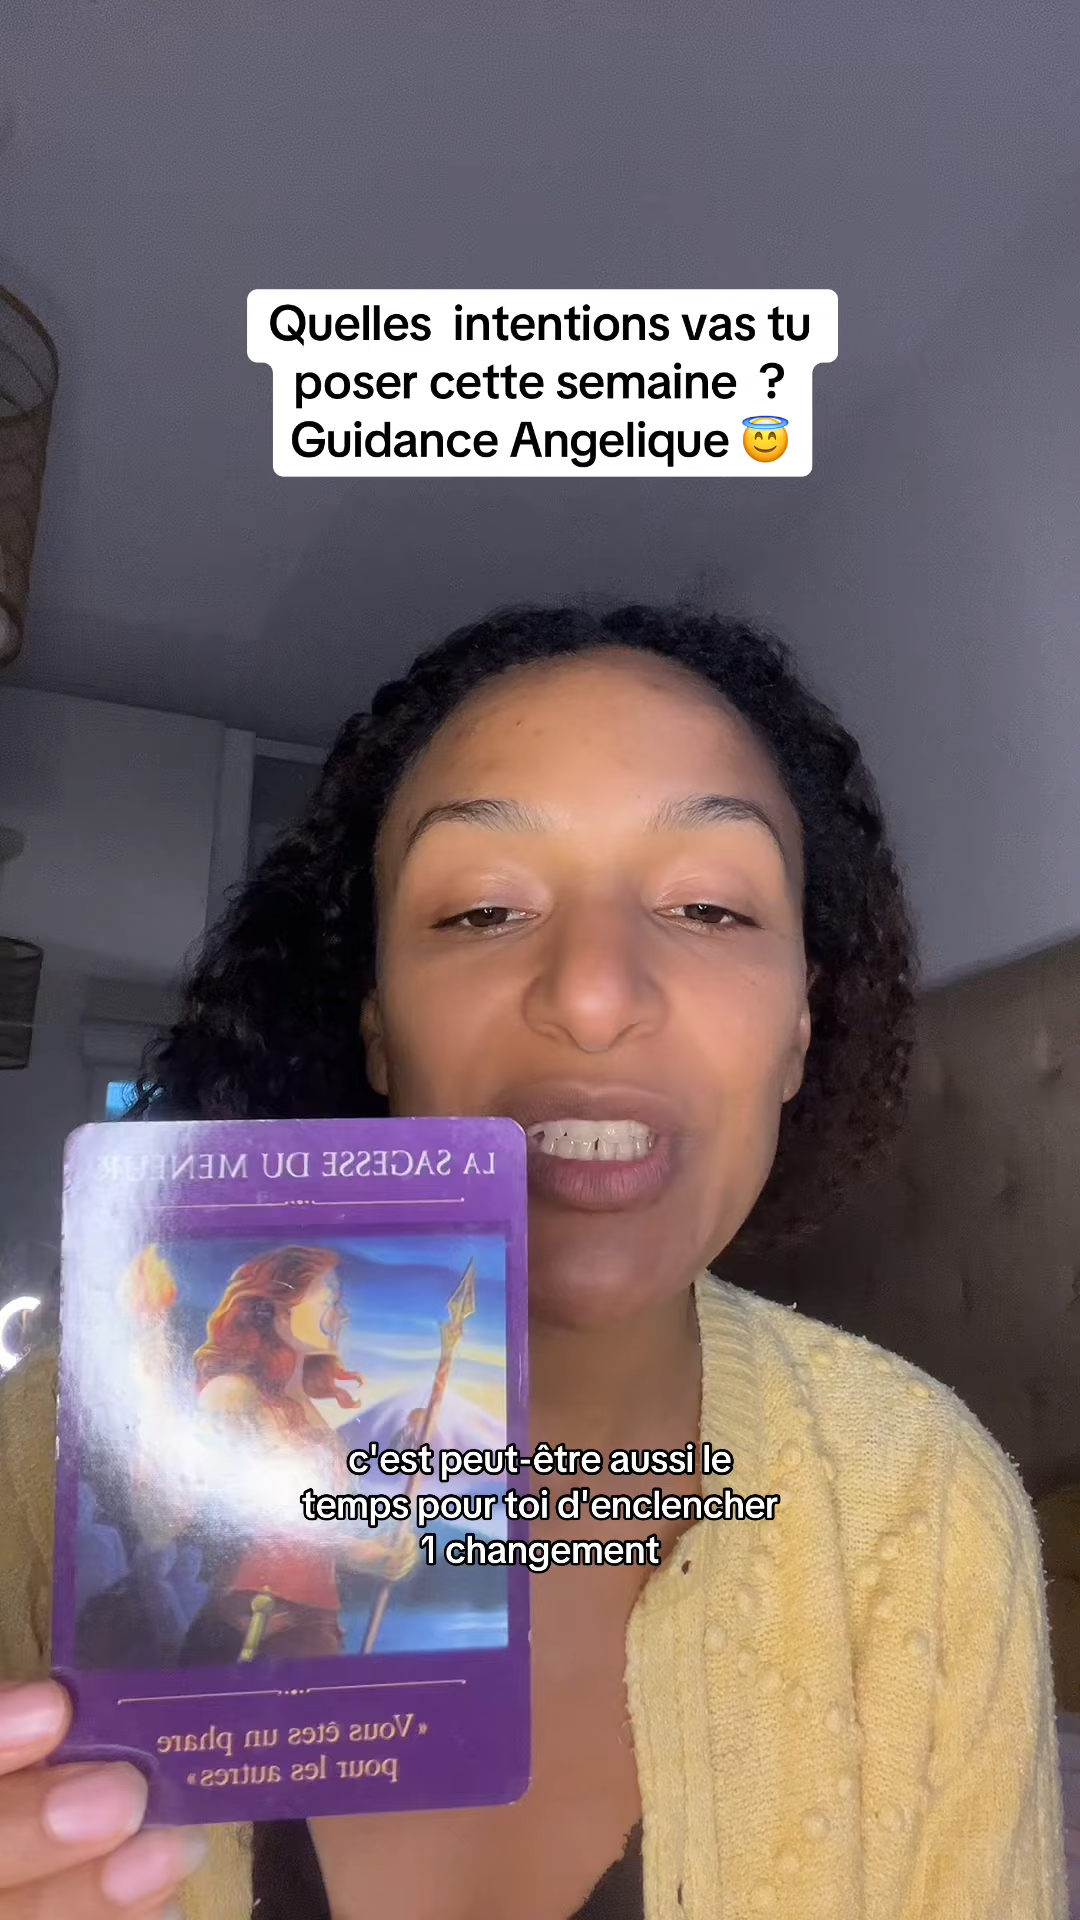 Quelles intentions vas tu
poser cette semaine ?
Guidance Angelique 😇
LA SAGESSE DU MENEUR
c'est peut-être aussi le
temps pour toi d'enclencher
1 changement
«Vous êtes un phare
pour les autres»